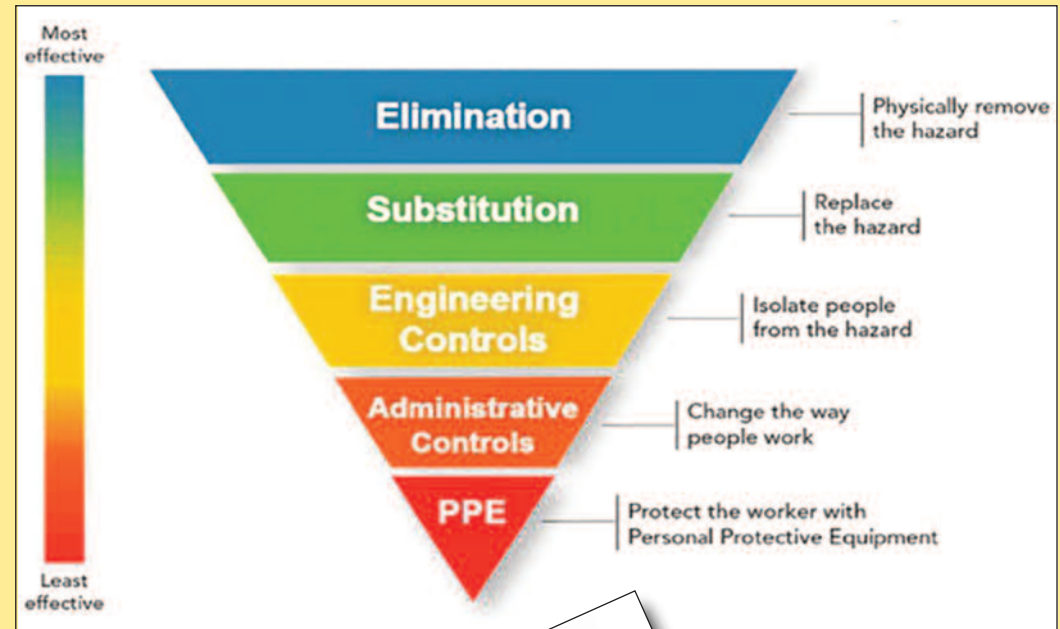 Most
effective
Elimination
Physically remove
the hazard
Substitution
Replace
the hazard
Engineering
Controls
Isolate people
from the hazard
Administrative
Controls
Change the way
people work
PPE
Protect the worker with
Personal Protective Equipment
Least
effective